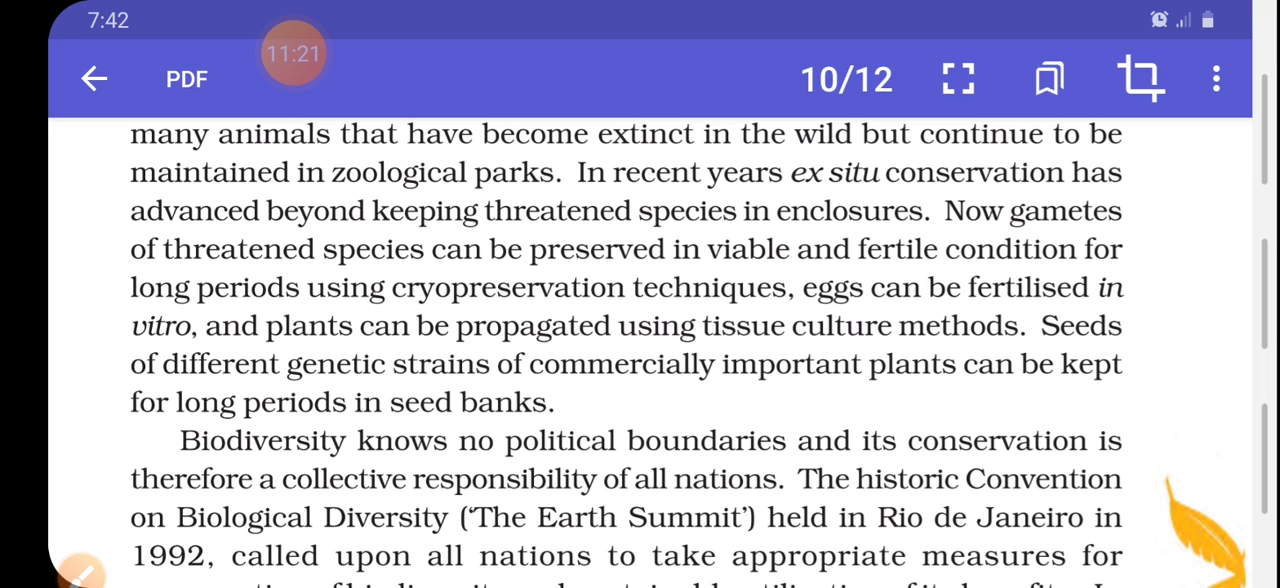 7:42
11:21
PDF
10/12
many animals that have become extinct in the wild but continue to be
maintained in zoological parks. In recent years ex situ conservation has
advanced beyond keeping threatened species in enclosures. Now gametes
of threatened species can be preserved in viable and fertile condition for
long periods using cryopreservation techniques, eggs can be fertilised in
vitro, and plants can be propagated using tissue culture methods. Seeds
of different genetic strains of commercially important plants can be kept
for long periods in seed banks.
Biodiversity knows no political boundaries and its conservation is
therefore a collective responsibility of all nations. The historic Convention
on Biological Diversity (‘The Earth Summit’) held in Rio de Janeiro in
1992, called upon all nations to take appropriate measures for